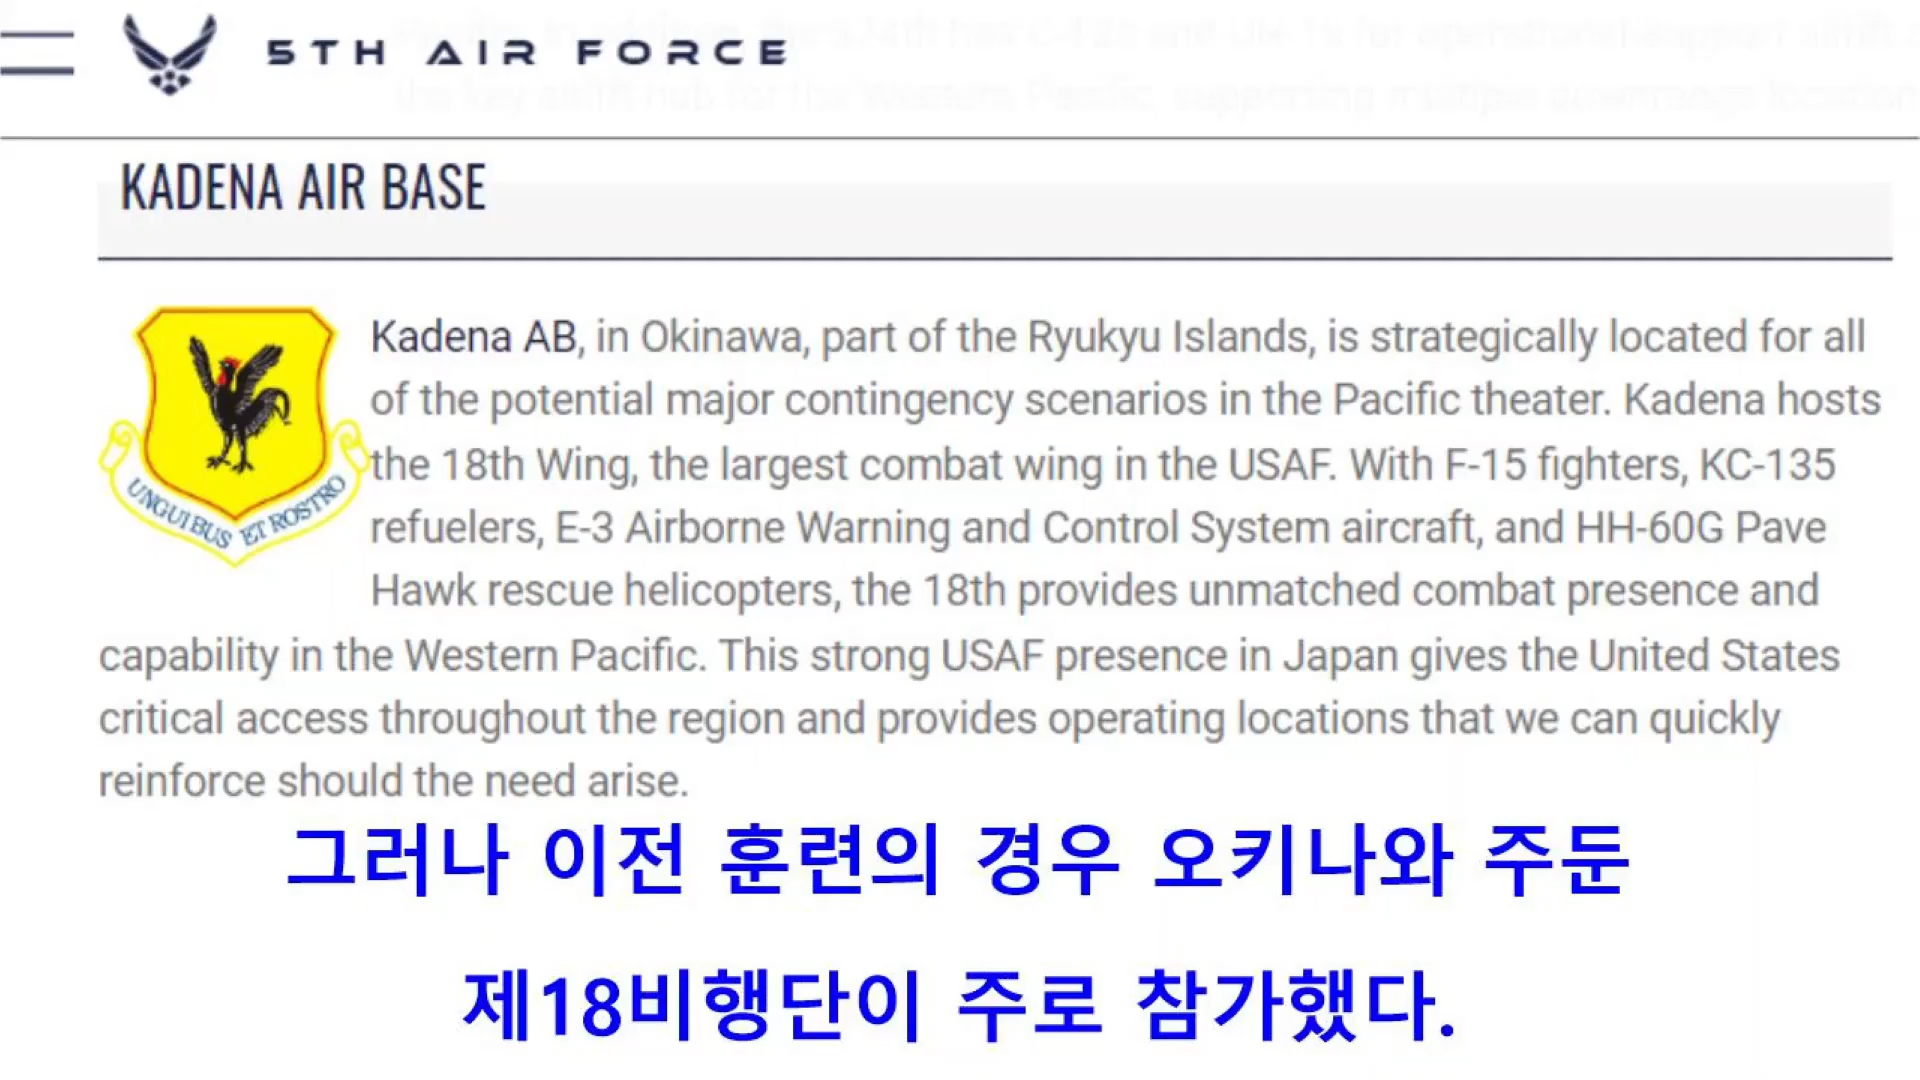 5TH AIR FORCE
KADENA AIR BASE
Kadena AB, in Okinawa, part of the Ryukyu Islands, is strategically located for all
of the potential major contingency scenarios in the Pacific theater. Kadena hosts
the 18th Wing, the largest combat wing in the USAF. With F-15 fighters, KC-135
refuelers, E-3 Airborne Warning and Control System aircraft, and HH-60G Pave
Hawk rescue helicopters, the 18th provides unmatched combat presence and
capability in the Western Pacific. This strong USAF presence in Japan gives the United States
critical access throughout the region and provides operating locations that we can quickly
reinforce should the need arise.
UNGUIBUS ET ROSTRO
그러나 이전 훈련의 경우 오키나와 주둔
제18비행단이 주로 참가했다.